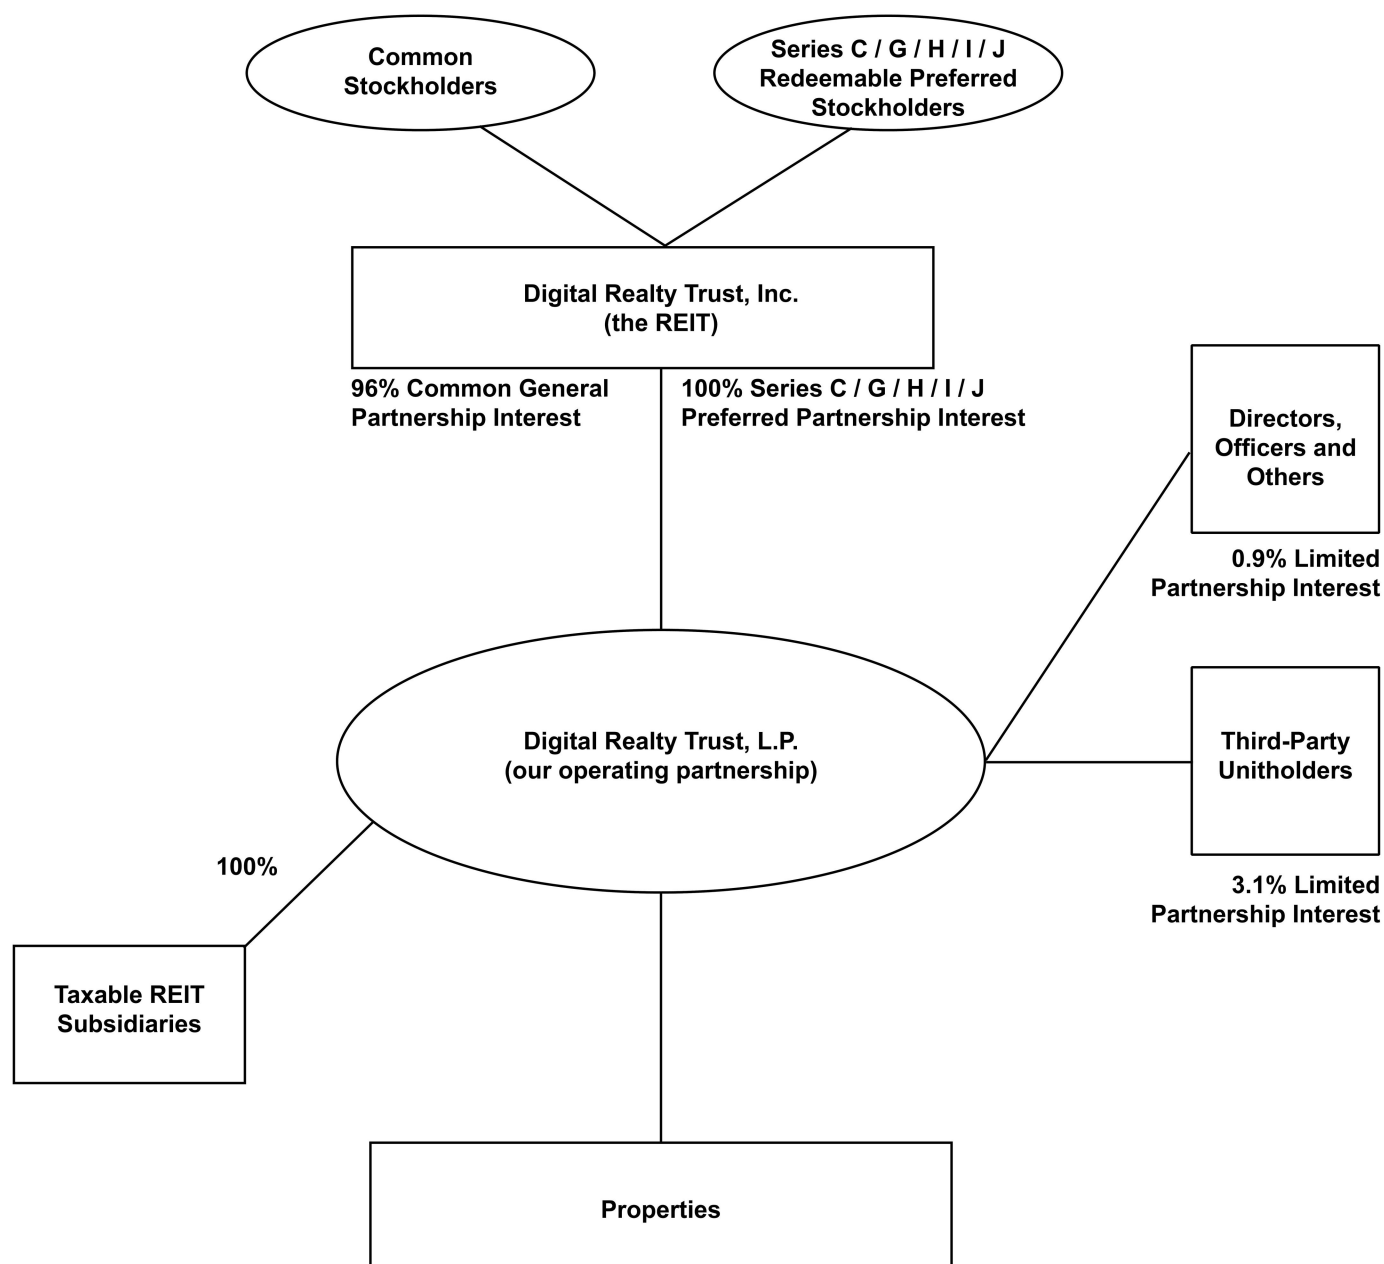 Common
Stockholders
Series C / G / H / I / J
Redeemable Preferred
Stockholders
Digital Realty Trust, Inc.
(the REIT)
96% Common General
Partnership Interest
100% Series C / G / H / I / J
Preferred Partnership Interest
Directors,
Officers and
Others
0.9% Limited
Partnership Interest
Digital Realty Trust, L.P.
(our operating partnership)
Third-Party
Unitholders
3.1% Limited
Partnership Interest
100%
Taxable REIT
Subsidiaries
Properties